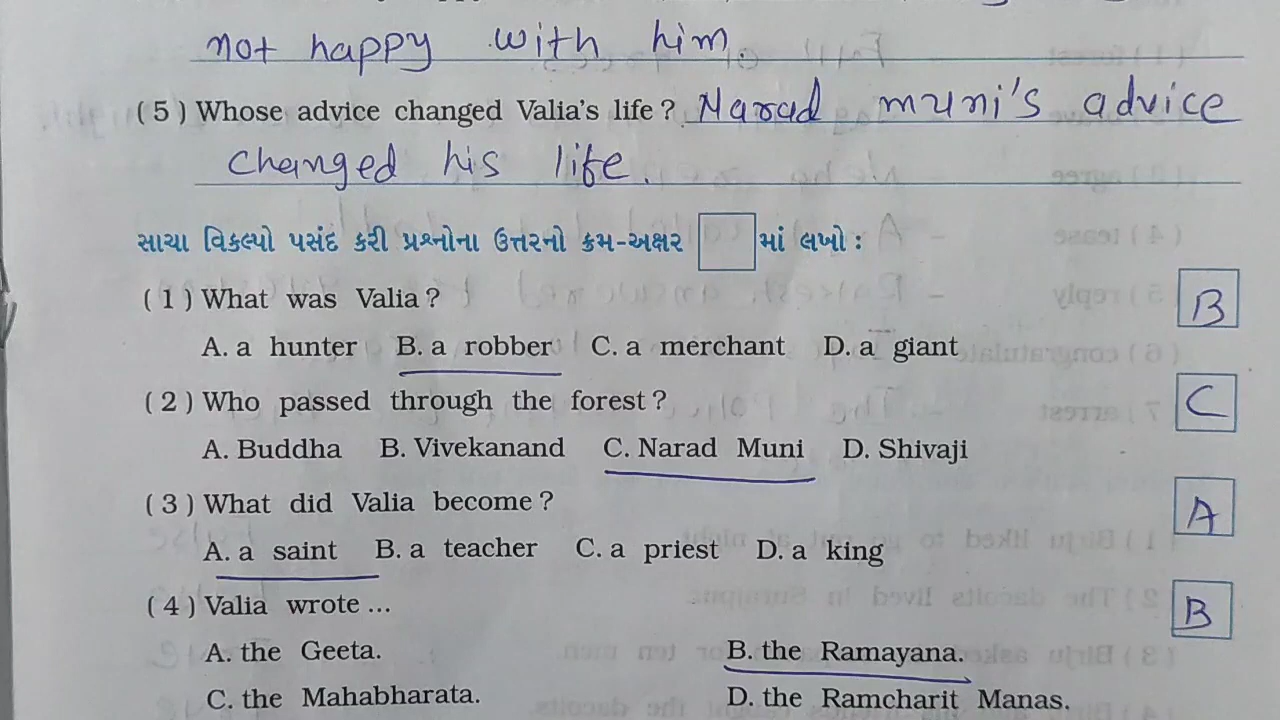 not happy with him.
( 5 ) Whose advice changed Valia's life ? Narad muni's advice
changed his life.
સાચા વિકલ્પો પસંદ કરી પ્રશ્નોના ઉત્તરનો ક્રમ-અક્ષર માં લખો :
( 1 ) What was Valia ? B
A. a hunter B. a robber C. a merchant D. a giant
( 2 ) Who passed through the forest ? C
A. Buddha B. Vivekanand C. Narad Muni D. Shivaji
( 3 ) What did Valia become ? A
A. a saint B. a teacher C. a priest D. a king
( 4 ) Valia wrote ... B
A. the Geeta. B. the Ramayana.
C. the Mahabharata. D. the Ramcharit Manas.